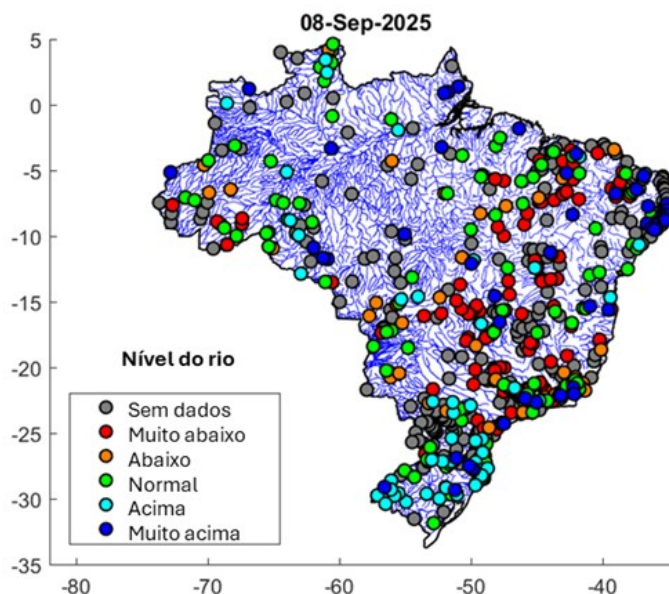 08-Sep-2025
5
0
-5
-10
-15
-20
-25
-30
-35
Nível do rio
Sem dados
Muito abaixo
Abaixo
Normal
Acima
Muito acima
-80
-70
-60
-50
-40